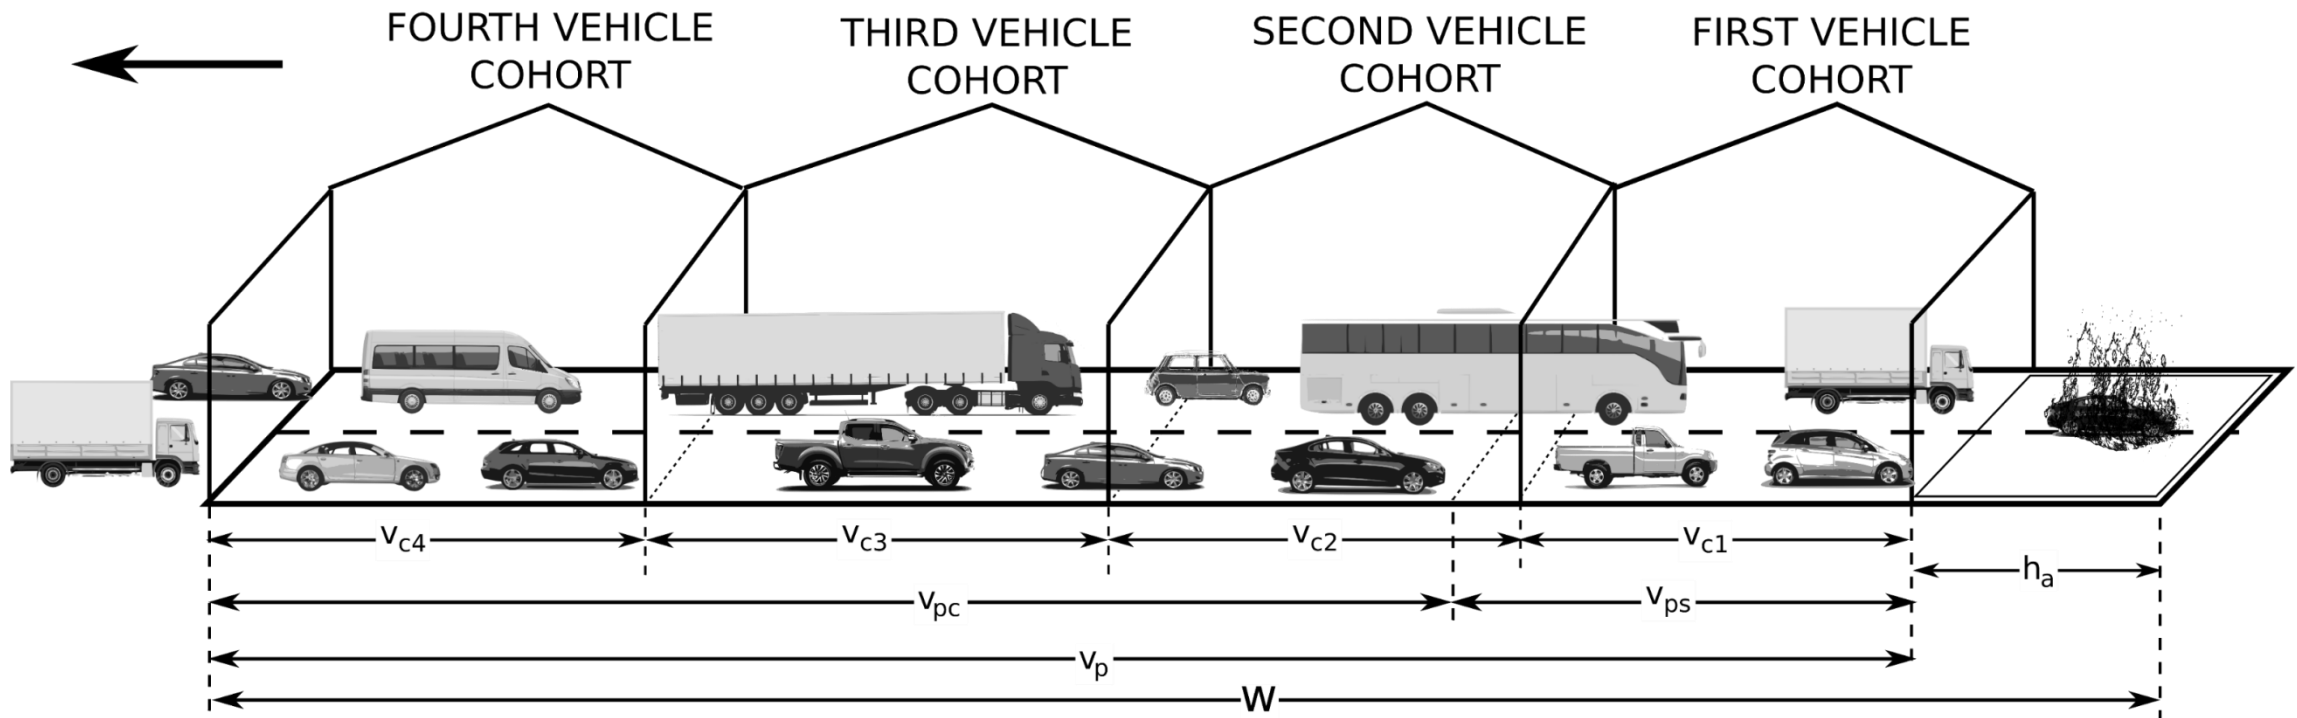 FOURTH VEHICLE
COHORT
THIRD VEHICLE
COHORT
SECOND VEHICLE
COHORT
FIRST VEHICLE
COHORT
vc4
vc3
vc2
vc1
ha
vpc
vps
vp
W